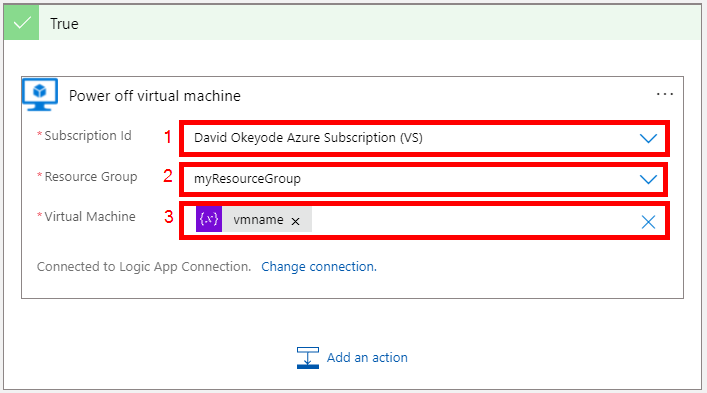 True
Power off virtual machine ...
* Subscription Id 1 David Okeyode Azure Subscription (VS)
* Resource Group 2 myResourceGroup
* Virtual Machine 3 {x} vmname ×
Connected to Logic App Connection. Change connection.
Add an action